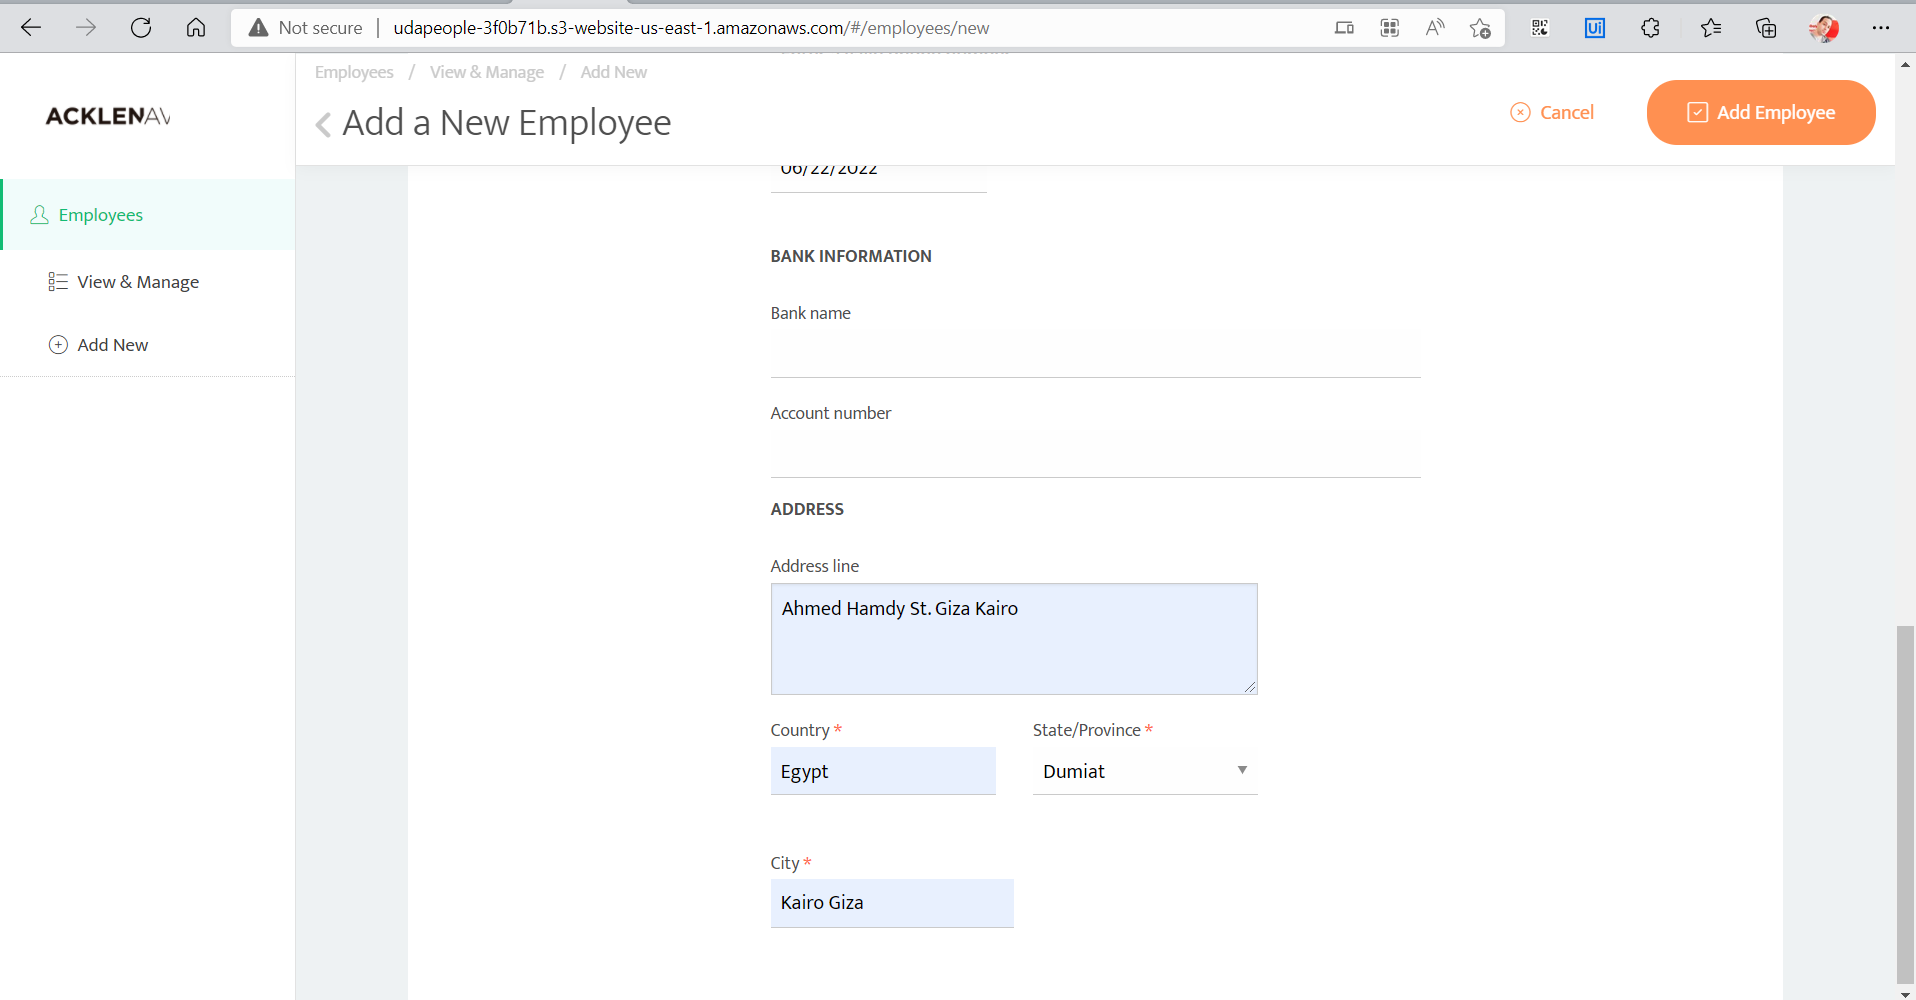 Not secure | udapeople-3f0b71b.s3-website-us-east-1.amazonaws.com/#/employees/new
Ui
ACKLENAV
Employees
View & Manage
Add New
Employees / View & Manage / Add New
Add a New Employee
Cancel
Add Employee
06/22/2022
BANK INFORMATION
Bank name
Account number
ADDRESS
Address line
Ahmed Hamdy St. Giza Kairo
Country * State/Province *
Egypt Dumiat
City *
Kairo Giza